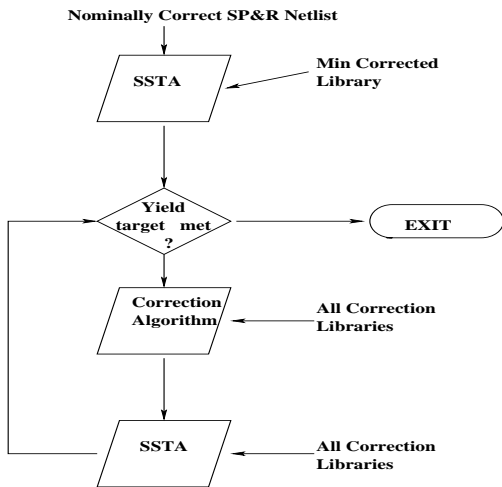 Nominally Correct SP&R Netlist
SSTA
Min Corrected
Library
Yield
target met
?
EXIT
Correction
Algorithm
All Correction
Libraries
SSTA
All Correction
Libraries